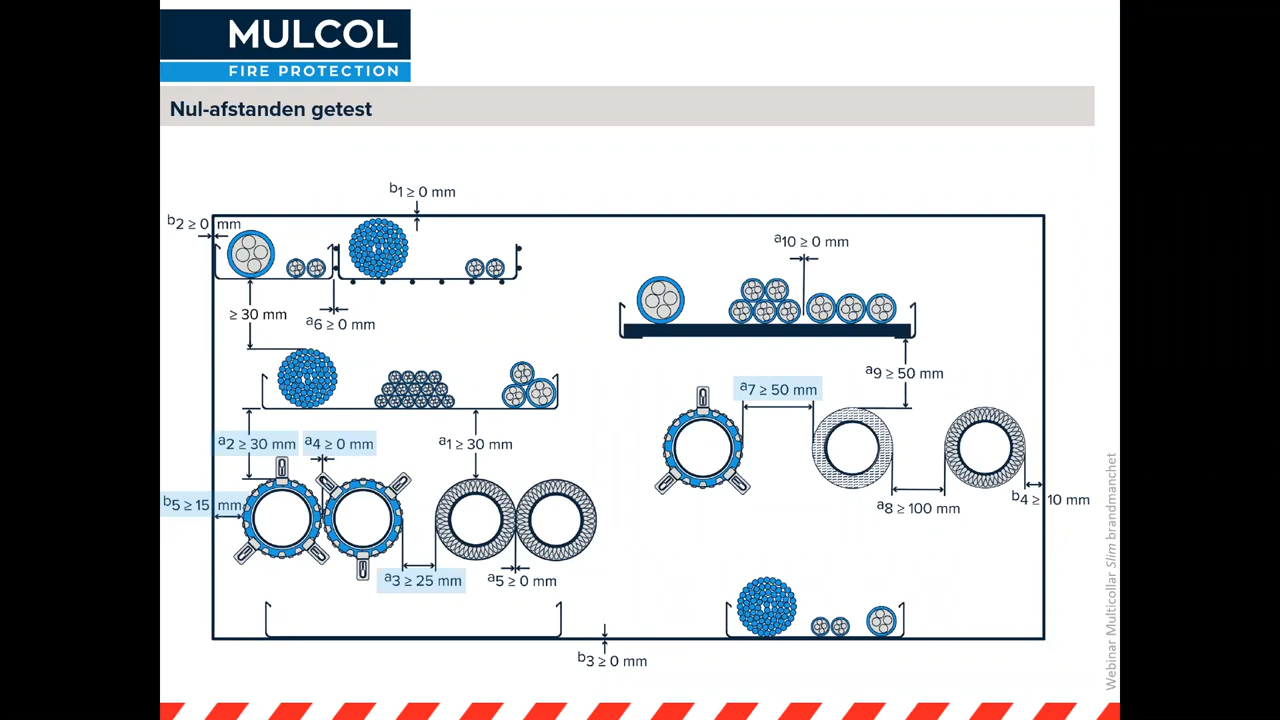 MULCOL
FIRE PROTECTION
Nul-afstanden getest
b1 ≥ 0 mm
b2 ≥ 0 mm
a10 ≥ 0 mm
≥ 30 mm
a6 ≥ 0 mm
a9 ≥ 50 mm
a7 ≥ 50 mm
a2 ≥ 30 mm
a4 ≥ 0 mm
a1 ≥ 30 mm
b5 ≥ 15 mm
b4 ≥ 10 mm
a8 ≥ 100 mm
a3 ≥ 25 mm
a5 ≥ 0 mm
b3 ≥ 0 mm
Webinar Multicollar Slim brandmanchet